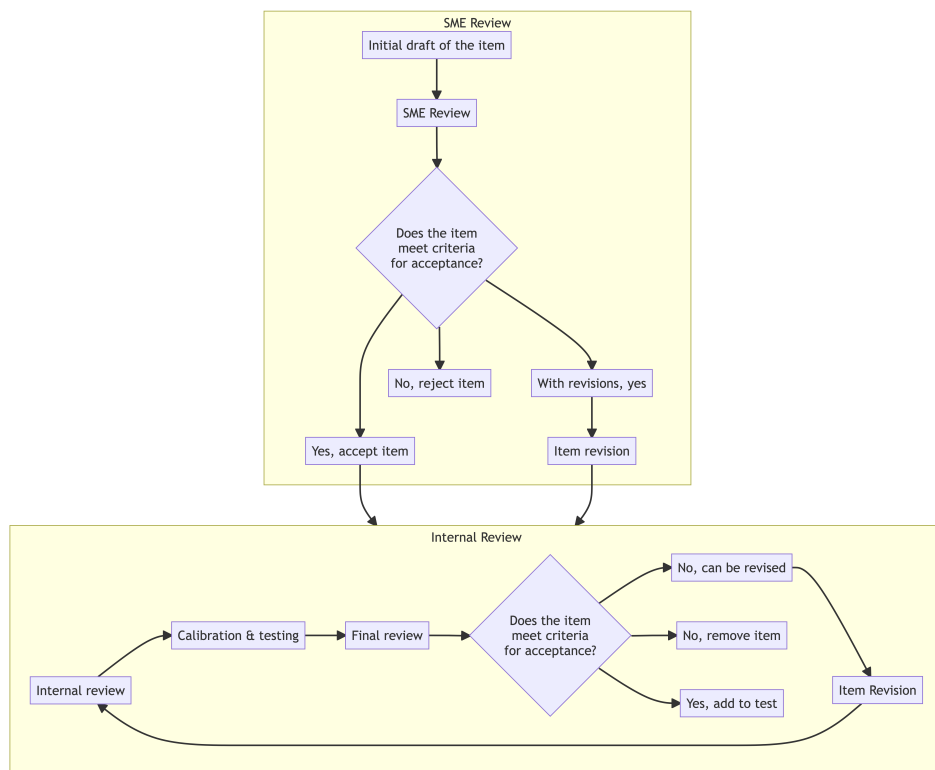 SME Review
Initial draft of the item
SME Review
Does the item
meet criteria
for acceptance?
No, reject item
With revisions, yes
Yes, accept item
Item revision
Internal Review
No, can be revised
Does the item
meet criteria
for acceptance?
Calibration & testing
Final review
No, remove item
Internal review
Item Revision
Yes, add to test